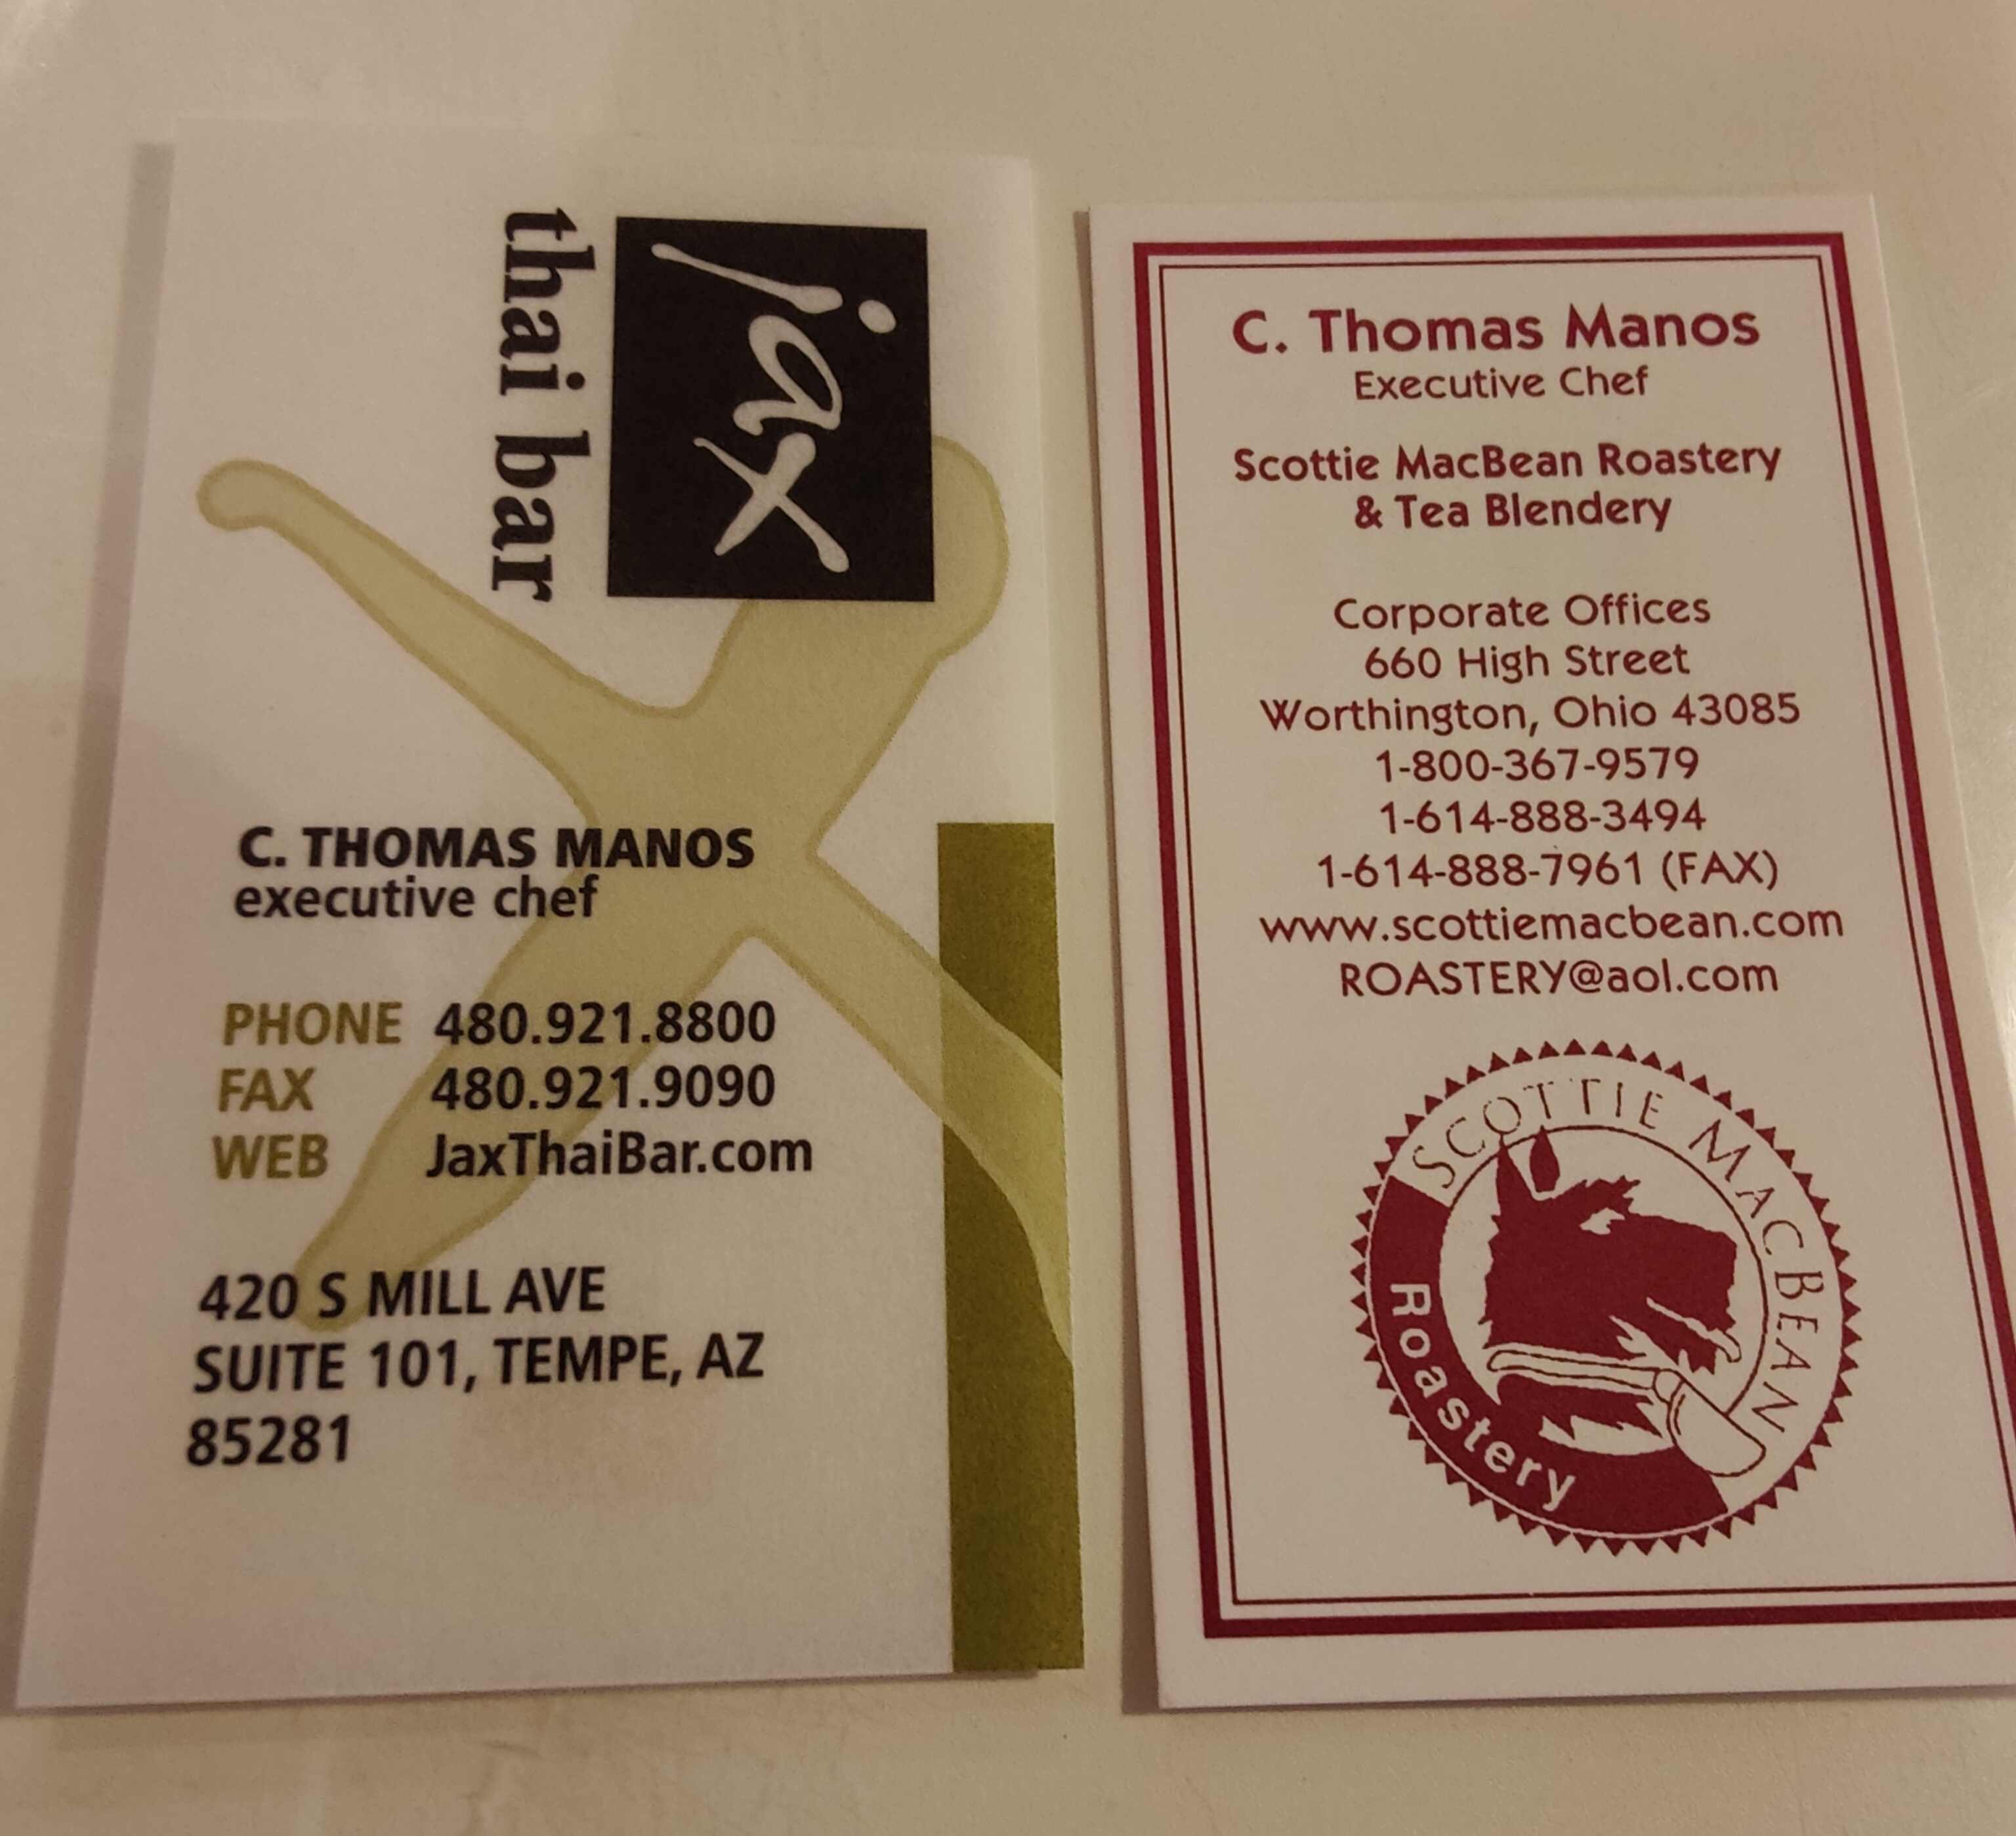 jax
thai bar
C. THOMAS MANOS
executive chef
PHONE 480.921.8800
FAX 480.921.9090
WEB JaxThaiBar.com
420 S MILL AVE
SUITE 101, TEMPE, AZ
85281
C. Thomas Manos
Executive Chef
Scottie MacBean Roastery
& Tea Blendery
Corporate Offices
660 High Street
Worthington, Ohio 43085
1-800-367-9579
1-614-888-3494
1-614-888-7961 (FAX)
www.scottiemacbean.com
ROASTERY@aol.com
SCOTTIE MACBEAN
Roastery